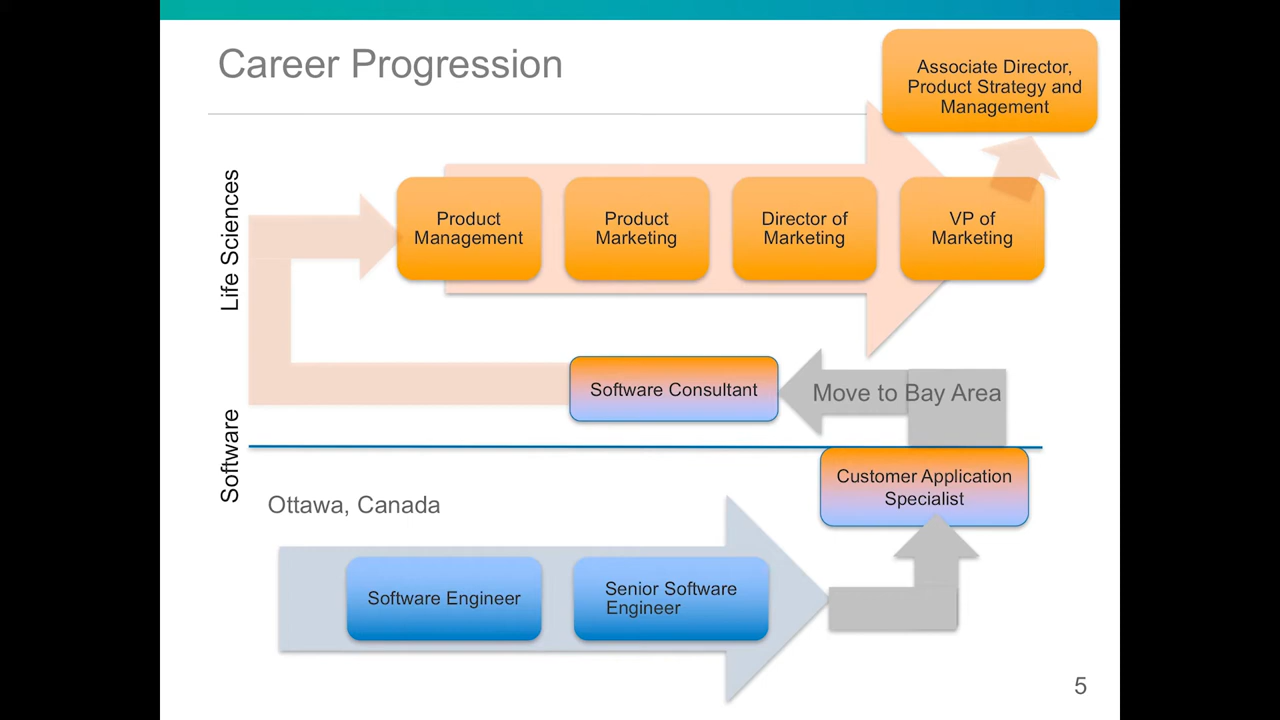 Career Progression
Associate Director,
Product Strategy and
Management
Life Sciences
Product
Management
Product
Marketing
Director of
Marketing
VP of
Marketing
Software Consultant
Move to Bay Area
Software
Customer Application
Specialist
Ottawa, Canada
Software Engineer
Senior Software
Engineer
5